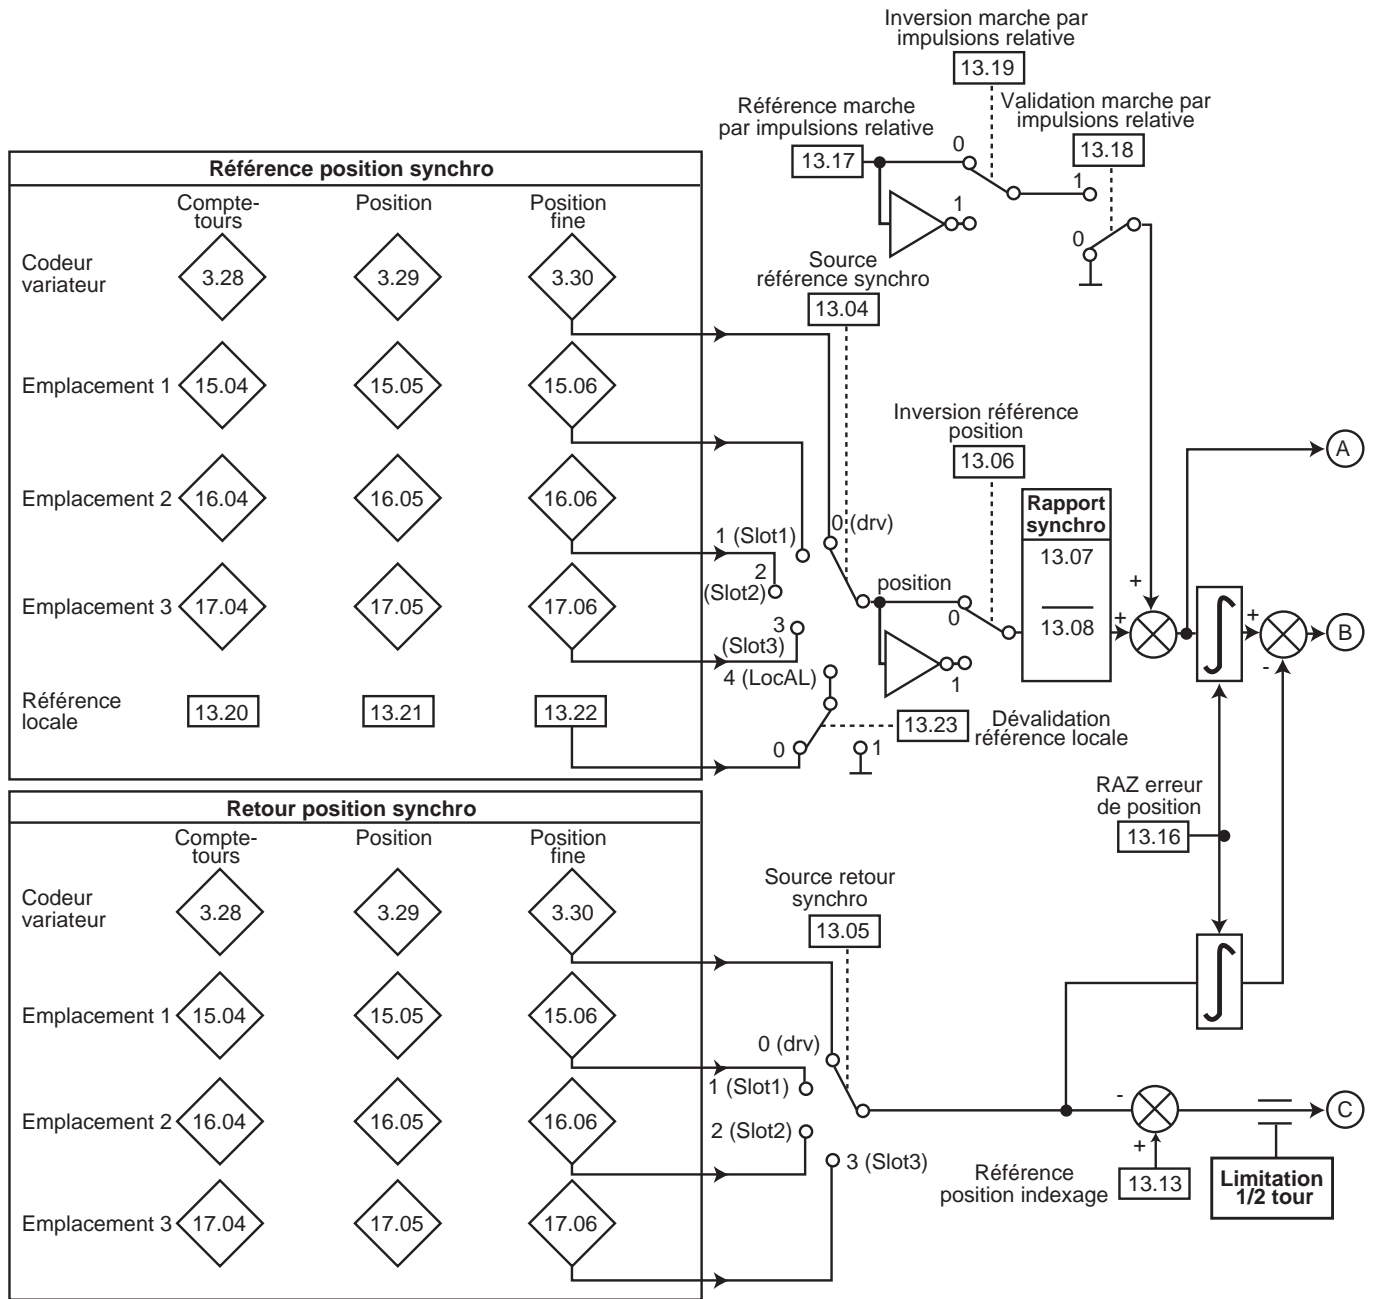 Inversion marche par
impulsions relative
13.19
Référence marche
par impulsions relative
13.17
Validation marche par
impulsions relative
13.18
0
1
1
0
Référence position synchro
Compte-
tours
Position
Position
fine
Codeur
variateur
3.28
3.29
3.30
Emplacement 1
15.04
15.05
15.06
Emplacement 2
16.04
16.05
16.06
Emplacement 3
17.04
17.05
17.06
Référence
locale
13.20
13.21
13.22
Source
référence synchro
13.04
0 (drv)
1 (Slot1)
2
(Slot2)
3
(Slot3)
4 (LocAL)
0
1
13.23
Dévalidation
référence locale
position
Inversion référence
position
13.06
0
1
Rapport
synchro
13.07
13.08
+
+
+
-
A
B
RAZ erreur
de position
13.16
Retour position synchro
Compte-
tours
Position
Position
fine
Codeur
variateur
3.28
3.29
3.30
Emplacement 1
15.04
15.05
15.06
Emplacement 2
16.04
16.05
16.06
Emplacement 3
17.04
17.05
17.06
Source retour
synchro
13.05
0 (drv)
1 (Slot1)
2 (Slot2)
3 (Slot3)
-
+
C
Référence
position indexage
13.13
Limitation
1/2 tour